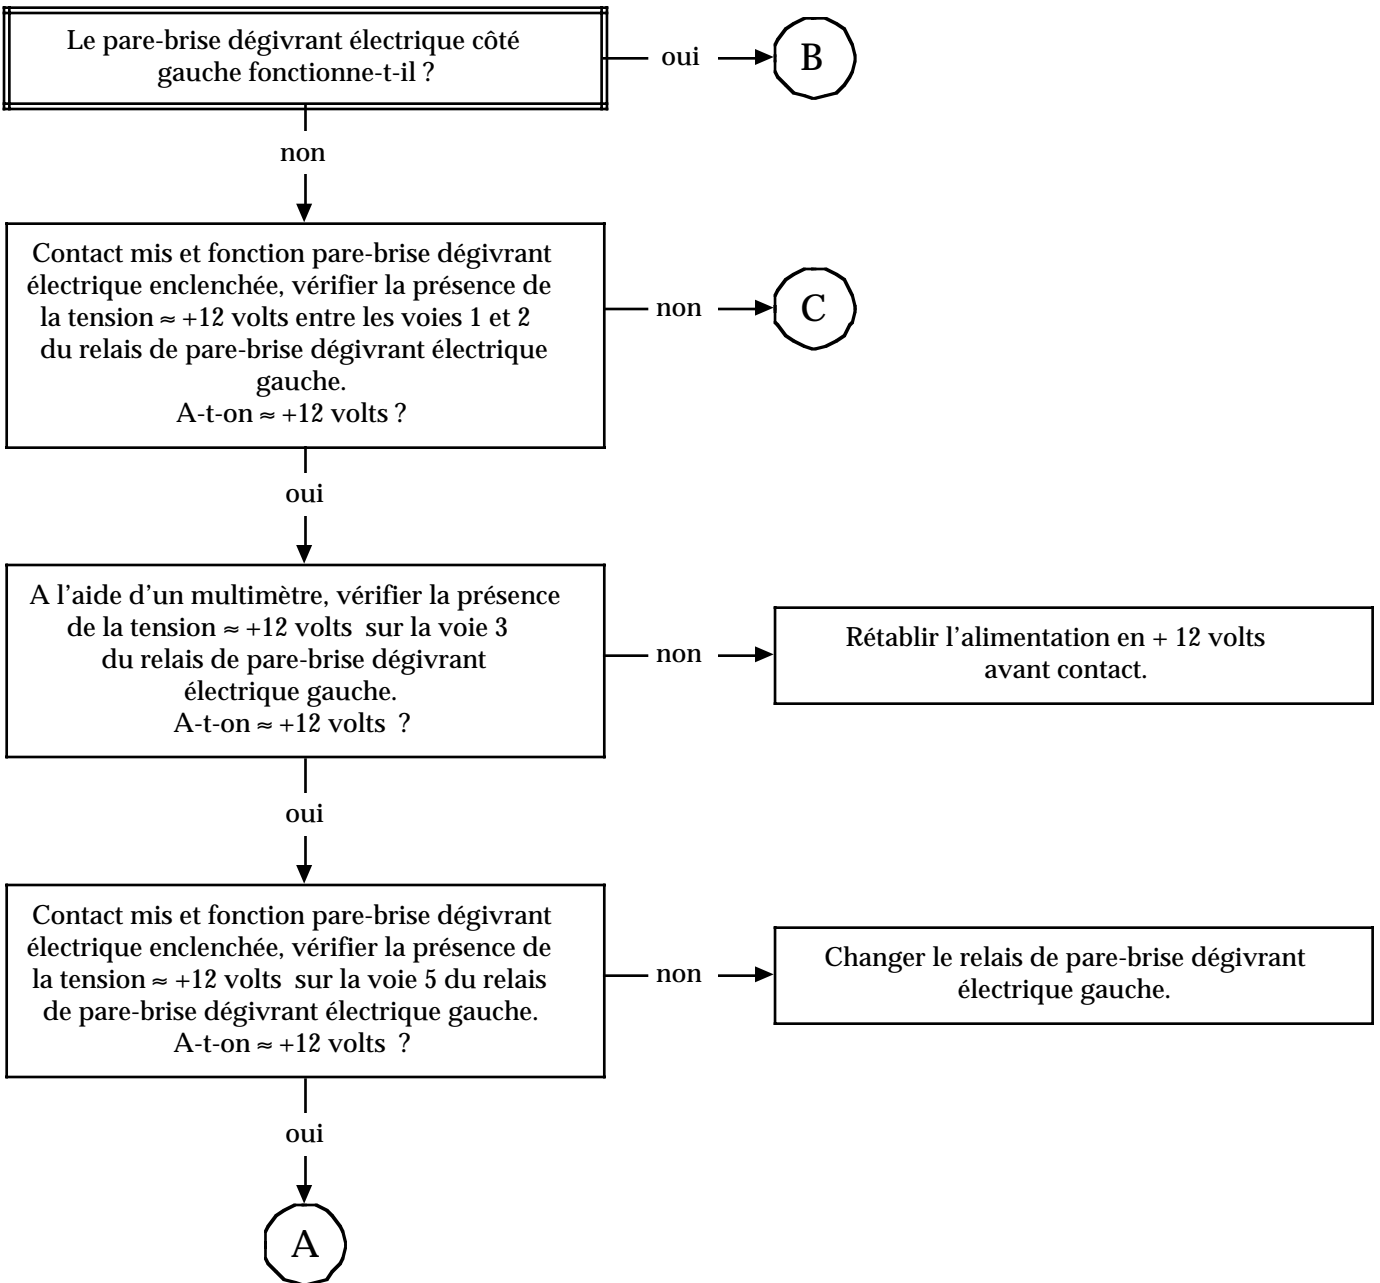 Le pare-brise dégivrant électrique côté
gauche fonctionne-t-il ?
oui
B
non
Contact mis et fonction pare-brise dégivrant
électrique enclenchée, vérifier la présence de
la tension ≈ +12 volts entre les voies 1 et 2
du relais de pare-brise dégivrant électrique
gauche.
A-t-on ≈ +12 volts ?
non
C
oui
A l’aide d’un multimètre, vérifier la présence
de la tension ≈ +12 volts sur la voie 3
du relais de pare-brise dégivrant
électrique gauche.
A-t-on ≈ +12 volts ?
non
Rétablir l’alimentation en + 12 volts
avant contact.
oui
Contact mis et fonction pare-brise dégivrant
électrique enclenchée, vérifier la présence de
la tension ≈ +12 volts sur la voie 5 du relais
de pare-brise dégivrant électrique gauche.
A-t-on ≈ +12 volts ?
non
Changer le relais de pare-brise dégivrant
électrique gauche.
oui
A